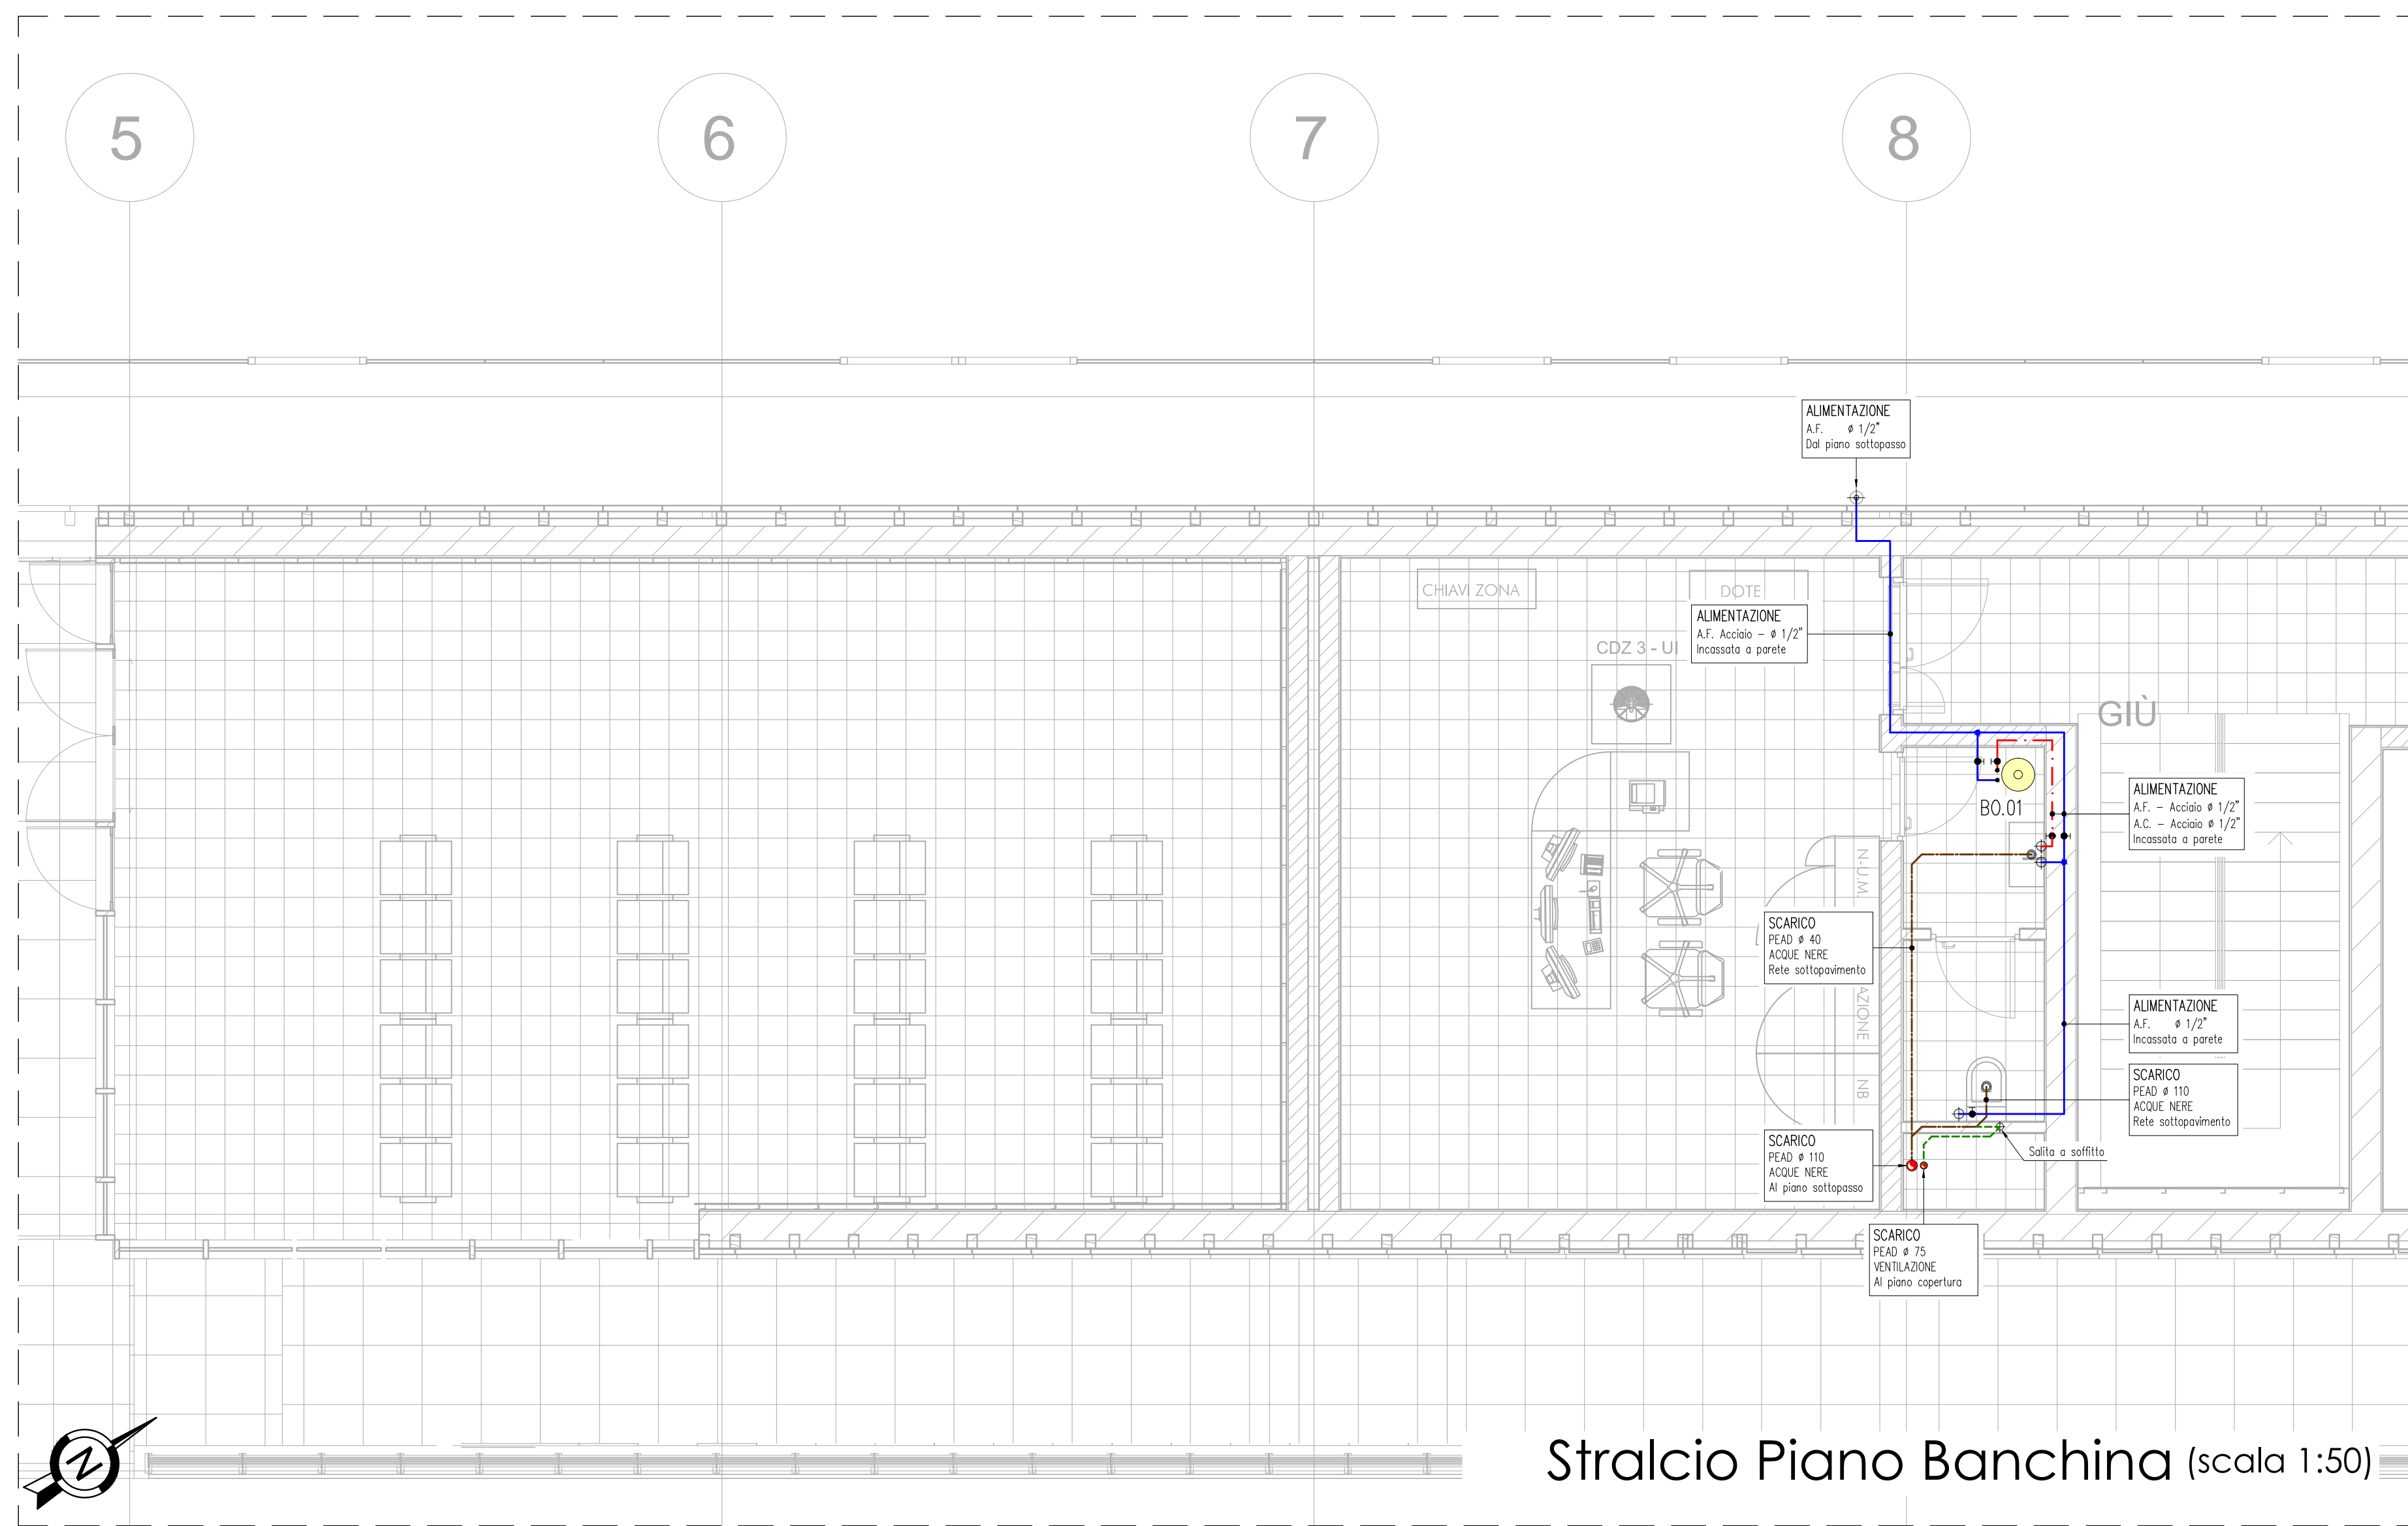 5
6
7
8
ALIMENTAZIONE
A.F. ø 1/2"
Dal piano sottopasso
CHIAVI ZONA
DOTE
ALIMENTAZIONE
A.F. Acciaio - ø 1/2"
Incassata a parete
CDZ 3 - UI
GIÙ
BO.01
ALIMENTAZIONE
A.F. - Acciaio ø 1/2"
A.C. - Acciaio ø 1/2"
Incassata a parete
N.U.M.
SCARICO
PEAD ø 40
ACQUE NERE
Rete sottopavimento
AZIONE
ALIMENTAZIONE
A.F. ø 1/2"
Incassata a parete
NB
SCARICO
PEAD ø 110
ACQUE NERE
Rete sottopavimento
SCARICO
PEAD ø 110
ACQUE NERE
Al piano sottopasso
Salita a soffitto
SCARICO
PEAD ø 75
VENTILAZIONE
Al piano copertura
N
Stralcio Piano Banchina (scala 1:50)